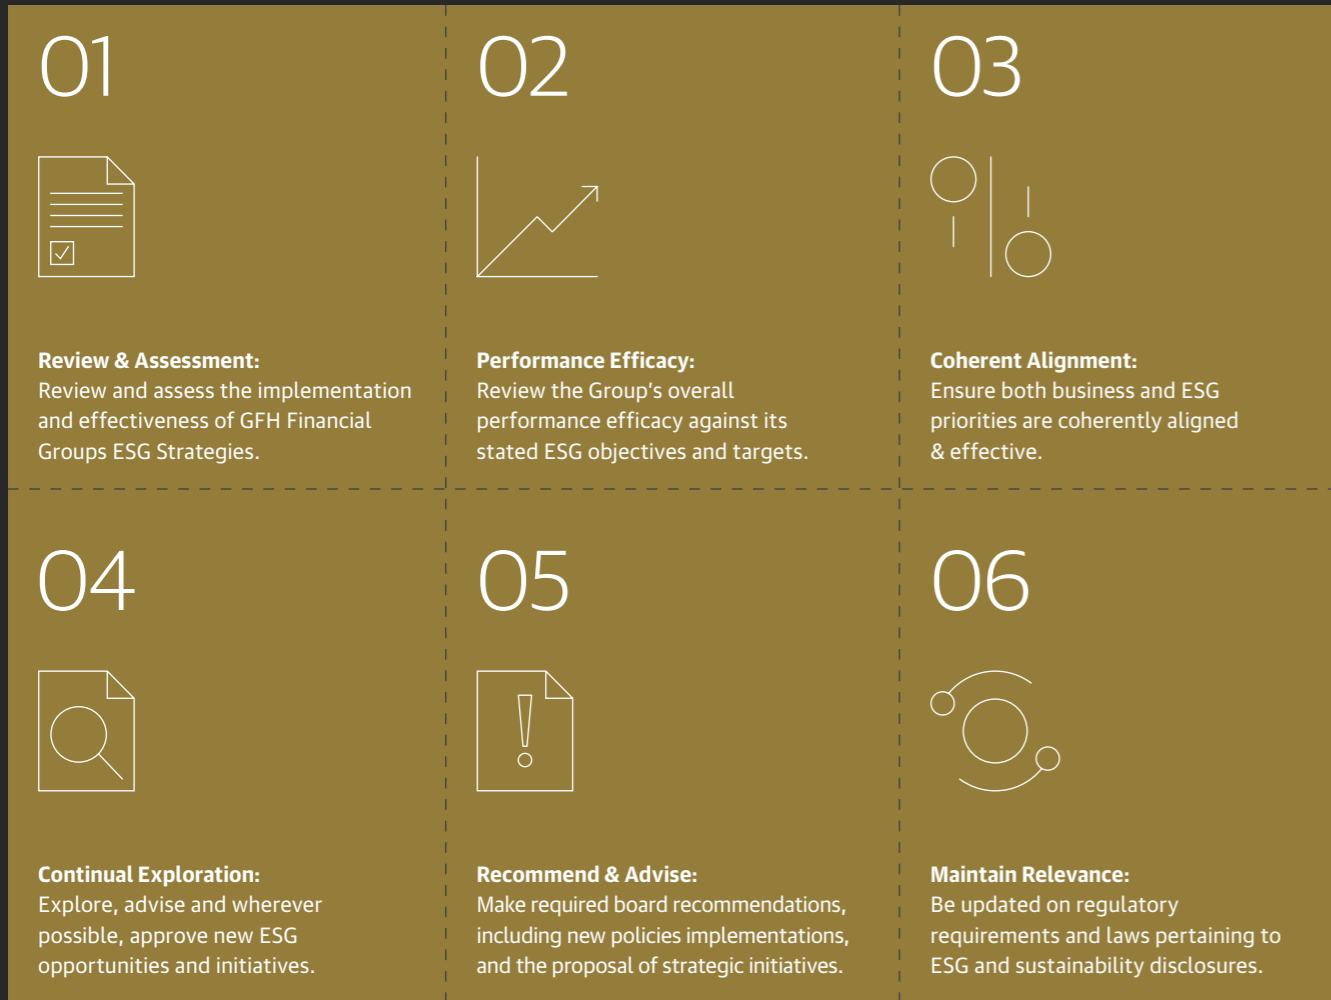 01
Review & Assessment:
Review and assess the implementation
and effectiveness of GFH Financial
Groups ESG Strategies.
02
Performance Efficacy:
Review the Group's overall
performance efficacy against its
stated ESG objectives and targets.
03
Coherent Alignment:
Ensure both business and ESG
priorities are coherently aligned
& effective.
04
Continual Exploration:
Explore, advise and wherever
possible, approve new ESG
opportunities and initiatives.
05
Recommend & Advise:
Make required board recommendations,
including new policies implementations,
and the proposal of strategic initiatives.
06
Maintain Relevance:
Be updated on regulatory
requirements and laws pertaining to
ESG and sustainability disclosures.